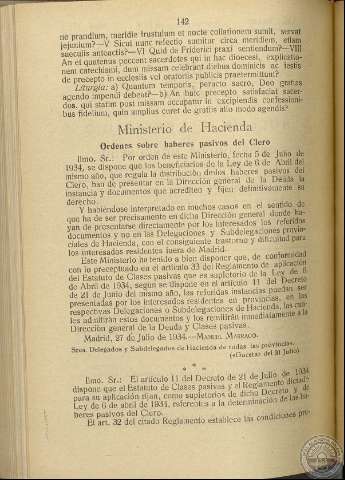 142
ne prandium, meridie frustulum et nocte collationem sumit, servat
jejunium?—V Sicut nunc refectio sumitur circa meridiem, etiam
saeculis anteactis?—VI Quid de Friderici praxi sentiendum?—VIII
An et quatenus peccent sacerdotes qui in hac dioecesi, explicatio-
nem catechismi, dum missam celebrant diebus dominicis ac festis
de precepto in ecclesiis vel oratoriis publicis praetermittunt?
Liturgia: a) Quantum temporis, peracto sacro, Deo gratias
agendo impendi debeat?—b) An huic precepto satisfaciat sacer-
dos, qui statim post missam occupatur in excipiendis confessioni-
bus fidelium, quin amplius curet de gratiis alio modo agendis?
Ministerio de Hacienda
Ordenes sobre haberes pasivos del Clero
Ilmo. Sr.: Por orden de este Ministerio, fecha 5 de Julio de
1934, se dispone que los beneficiarios de la Ley de 6 de Abril del
mismo año, que regula la distribución de los haberes pasivos del
Clero, han de presentar en la Dirección general de la Deuda la
instancia y documentos que acrediten y fijen definitivamente su
derecho.
Y habiéndose interpretado en muchos casos en el sentido de
que ha de ser precisamente en dicha Dirección general donde ha-
yan de presentarse directamente por los interesados los referidos
documentos y no en las Delegaciones y Subdelegaciones provin-
ciales de Hacienda, con el consiguiente trastorno y dificultad para
los interesados residentes fuera de Madrid.
Este Ministerio ha tenido a bien disponer que, de conformidad
con lo preceptuado en el artículo 33 del Reglamento de aplicación
del Estatuto de Clases pasivas que es supletorio de la Ley de 6
de Abril de 1934, según se dispone en el artículo 11 del Decreto
de 21 de Junio del mismo año, las referidas instancias puedan ser
presentadas por los interesados residentes en provincias, en las
respectivas Delegaciones o Subdelegaciones de Hacienda, las cua-
les admitirán estos documentos y los remitirán inmediatamente a la
Dirección general de la Deuda y Clases pasivas.
Madrid, 27 de Julio de 1934.—Manuel Marraco.
Sres. Delegados y Subdelegados de Hacienda de todas las provincias.
(«Gaceta» del 31 Julio)
* * *
Ilmo. Sr.: El artículo 11 del Decreto de 21 de Julio de 1934
dispone que el Estatuto de Clases pasivas y el Reglamento dictado
para su aplicación rijan, como supletorios de dicho Decreto y de
Ley de 6 de abril de 1934, referentes a la determinación de las ha-
beres pasivos del Clero.
El art. 32 del citado Reglamento establece las condiciones pre-